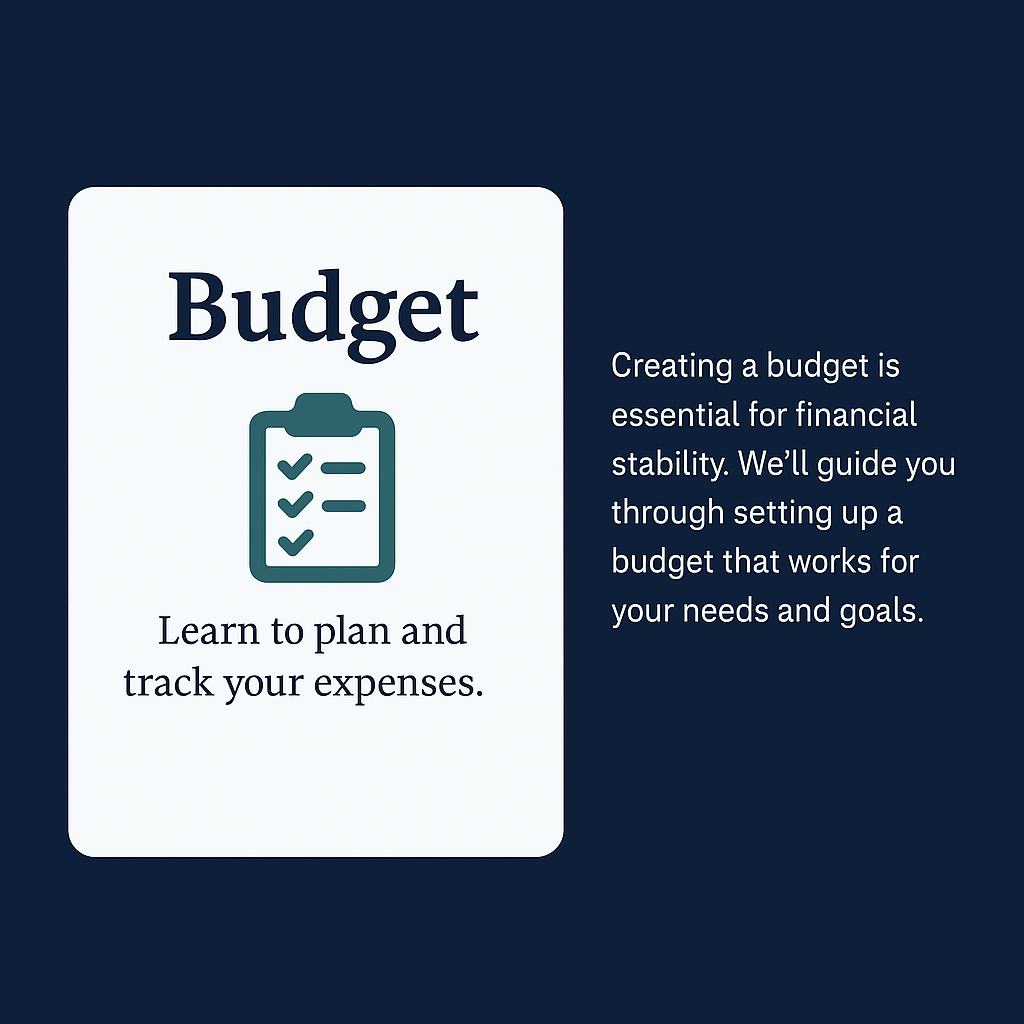 Budget
Learn to plan and
track your expenses.
Creating a budget is
essential for financial
stability. We’ll guide you
through setting up a
budget that works for
your needs and goals.